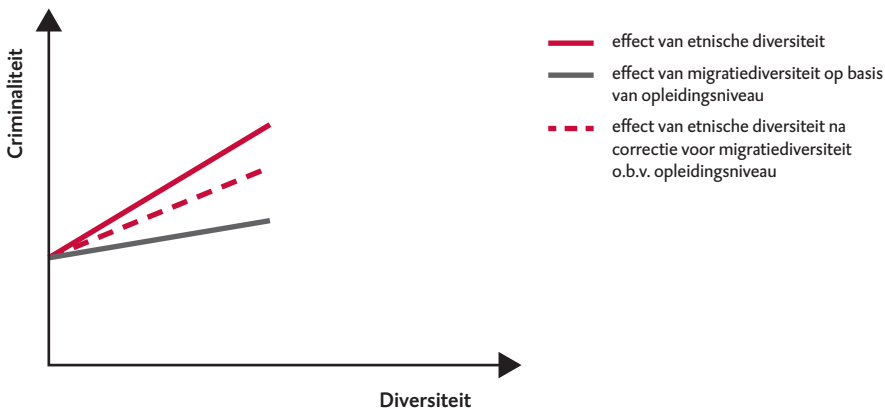 Criminaliteit
effect van etnische diversiteit
effect van migratiediversiteit op basis
van opleidingsniveau
effect van etnische diversiteit na
correctie voor migratiediversiteit
o.b.v. opleidingsniveau
Diversiteit